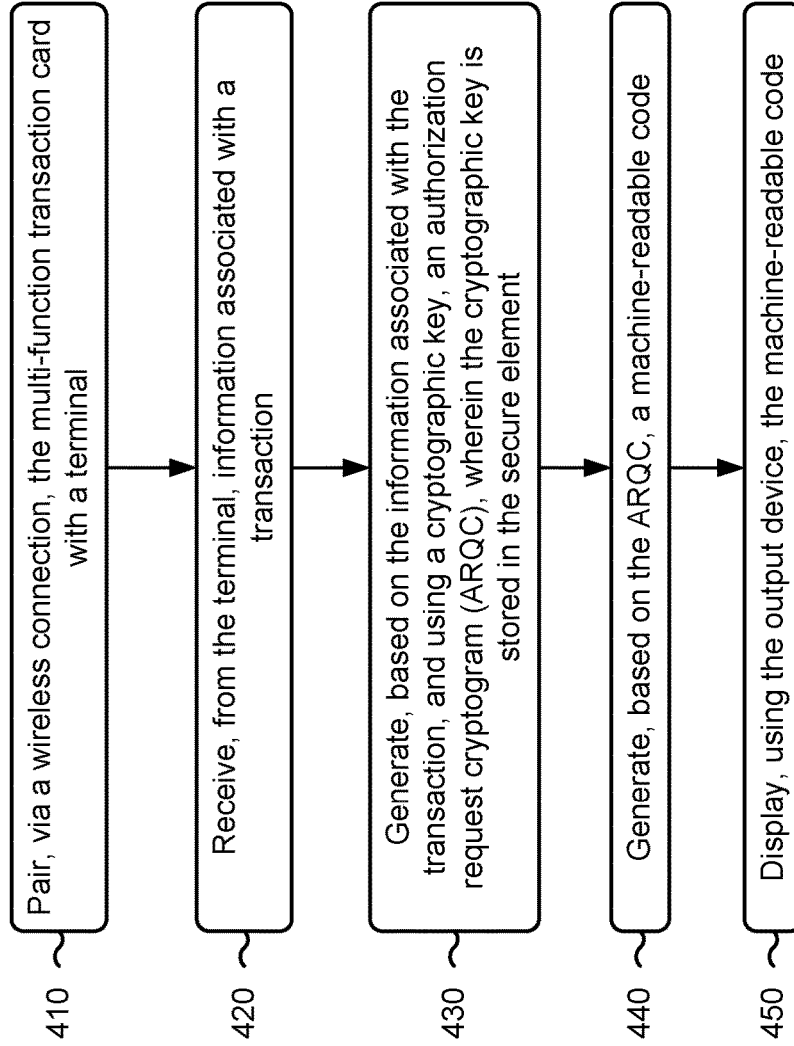 410
Pair, via a wireless connection, the multi-function transaction card
with a terminal
420
Receive, from the terminal, information associated with a
transaction
430
Generate, based on the information associated with the
transaction, and using a cryptographic key, an authorization
request cryptogram (ARQC), wherein the cryptographic key is
stored in the secure element
440
Generate, based on the ARQC, a machine-readable code
450
Display, using the output device, the machine-readable code